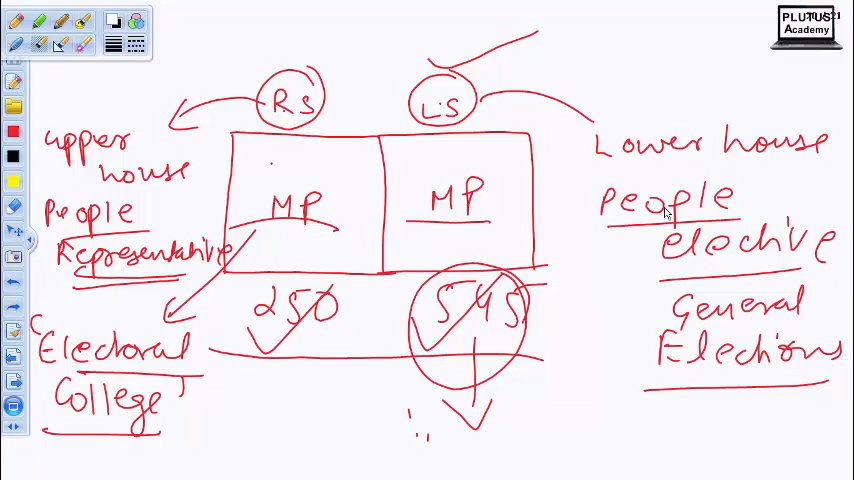 PLUTUS
Academy
RS
L.S
upper
house
People
Representative
MP
MP
Lower house
People
elective
General
Elections
250
545
Electoral
College